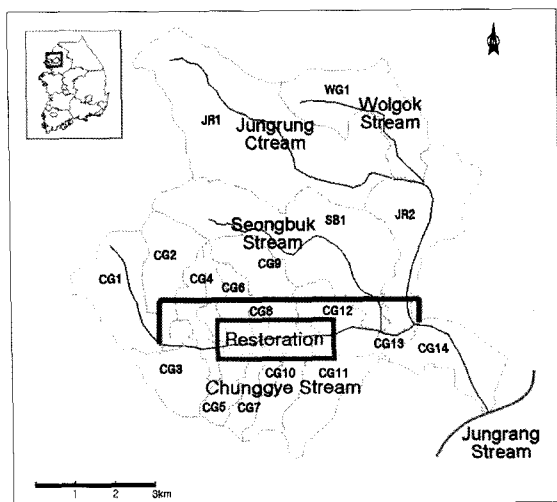 WG1
Wolgok
Stream
JR1
Jungrung
Ctream
SB1
JR2
Seongbuk
Stream
CG2
CG9
CG1
CG4
CG6
CG8
CG12
Restoration
CG13
CG14
CG3
CG10
CG11
Chunggye Stream
CG5
CG7
Jungrang
Stream
1
2
3km